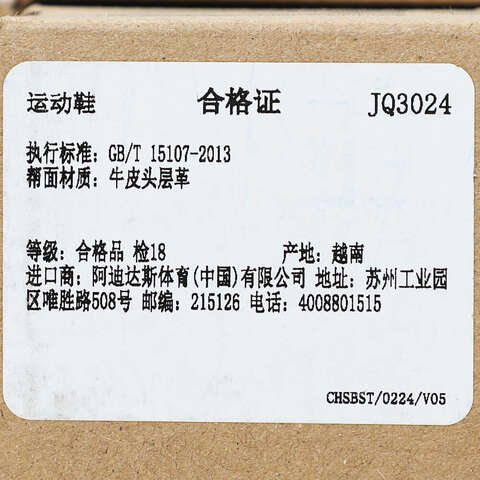 运动鞋 合格证 JQ3024
执行标准: GB/T 15107-2013
帮面材质: 牛皮头层革
等级: 合格品 检18 产地: 越南
进口商: 阿迪达斯体育(中国)有限公司 地址: 苏州工业园
区唯胜路508号 邮编: 215126 电话: 4008801515
CHSBST/0224/V05